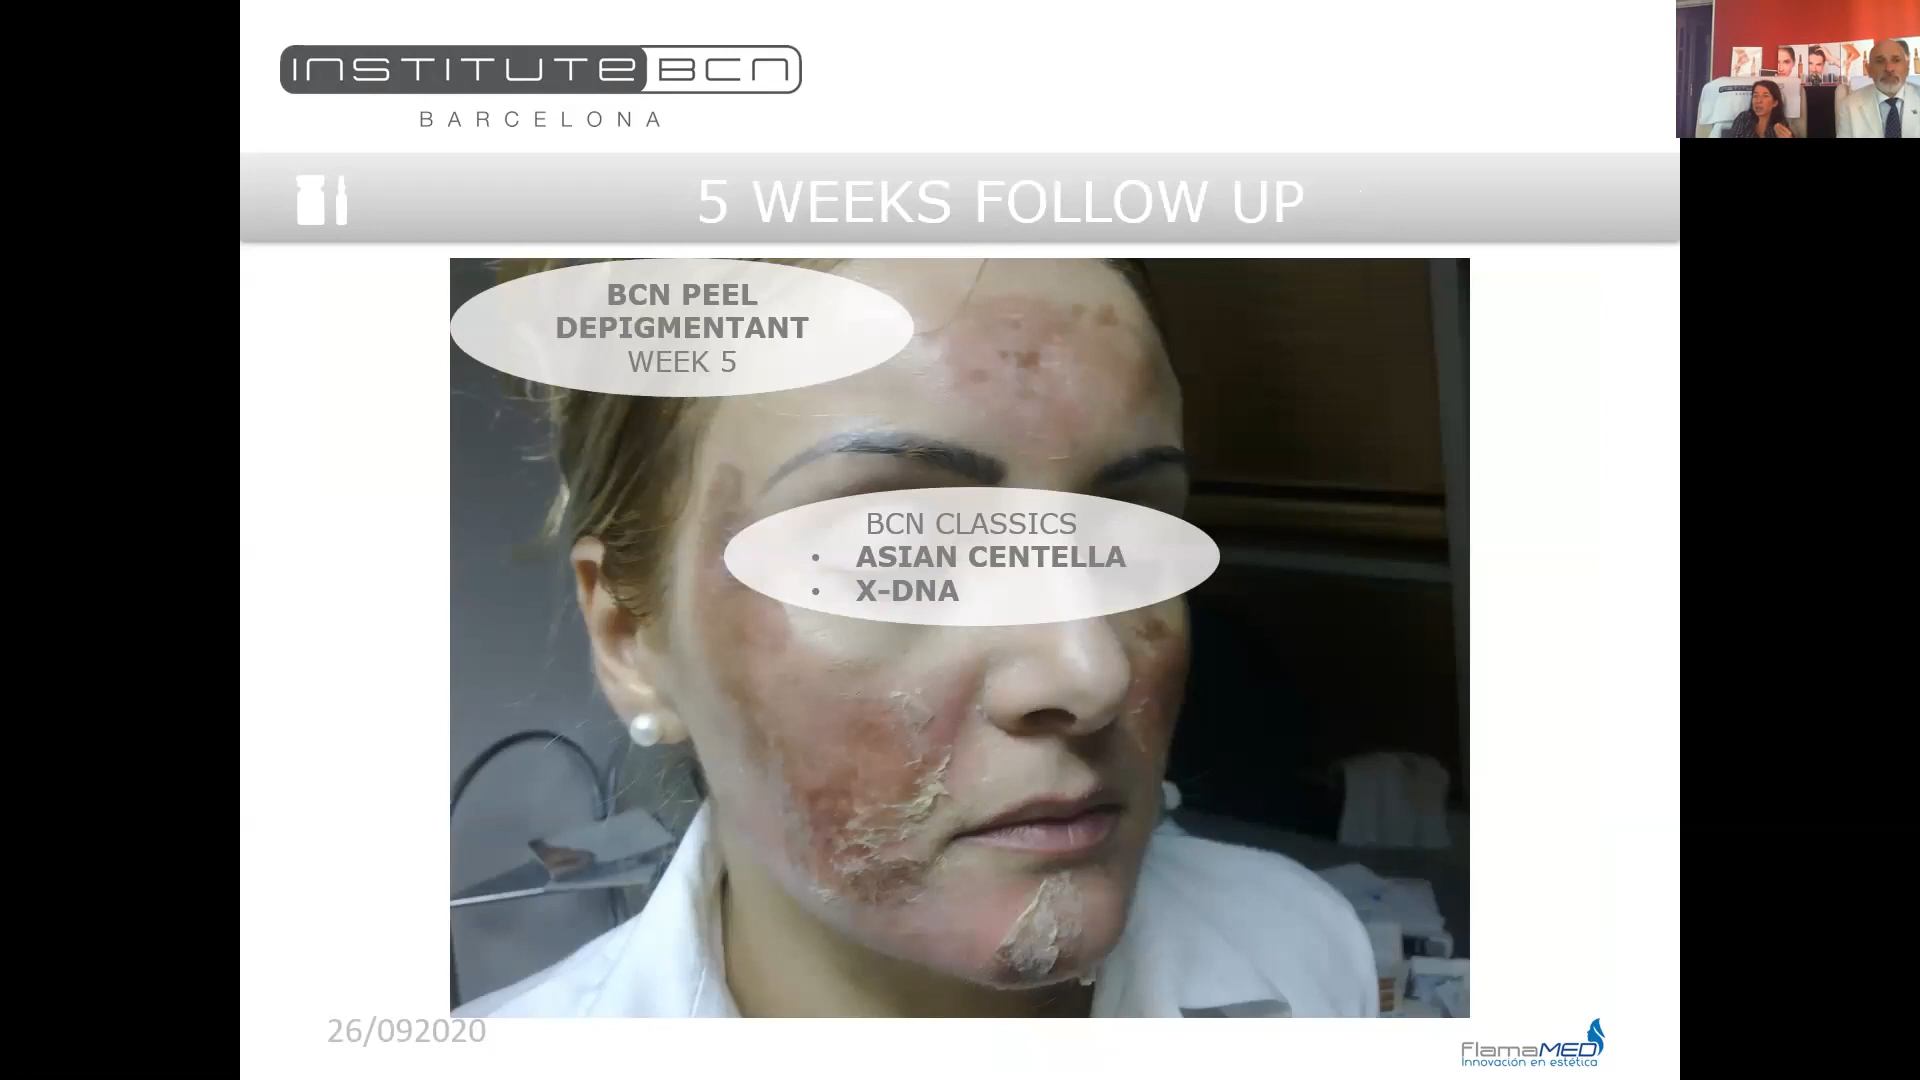 INSTITUTE BCN
BARCELONA
5 WEEKS FOLLOW UP
BCN PEEL
DEPIGMENTANT
WEEK 5
BCN CLASSICS
• ASIAN CENTELLA
• X-DNA
26/092020
FlamaMED
Innovación en estética